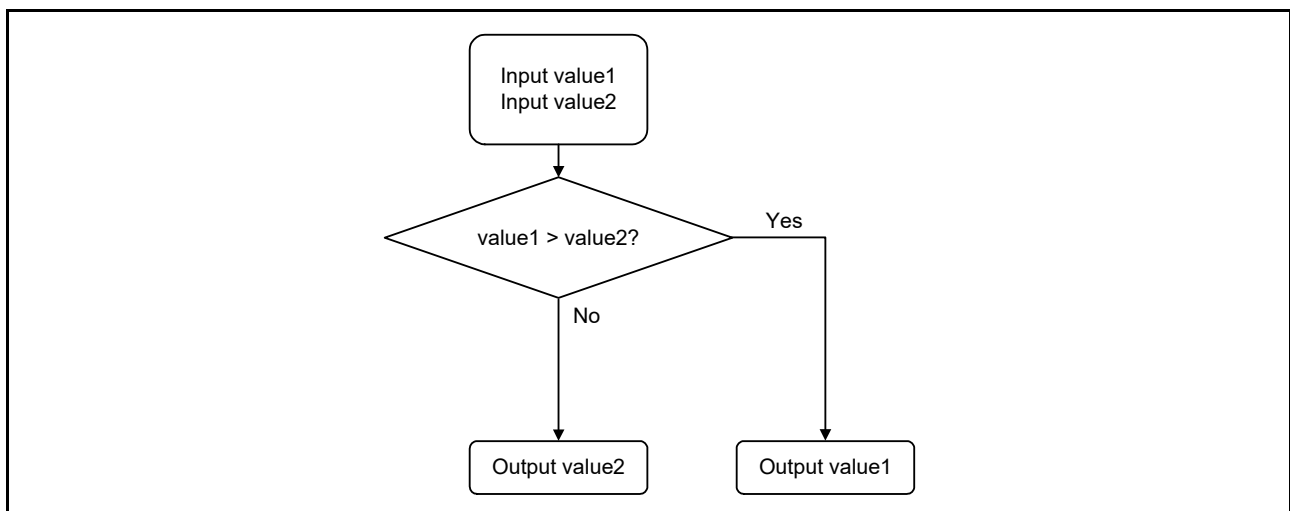 Input value1
Input value2
value1 > value2?
Yes
No
Output value2
Output value1